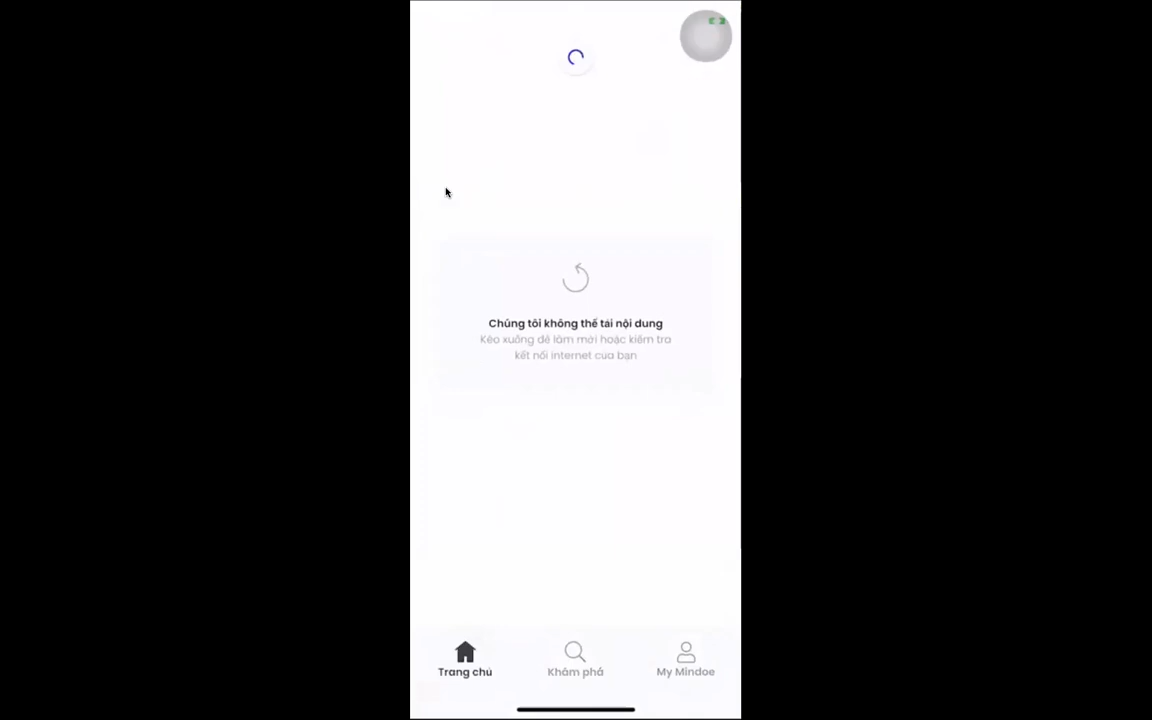 Chúng tôi không thể tải nội dung
Kéo xuống để làm mới hoặc kiểm tra
kết nối internet của bạn
Trang chủ
Khám phá
My Mindoe